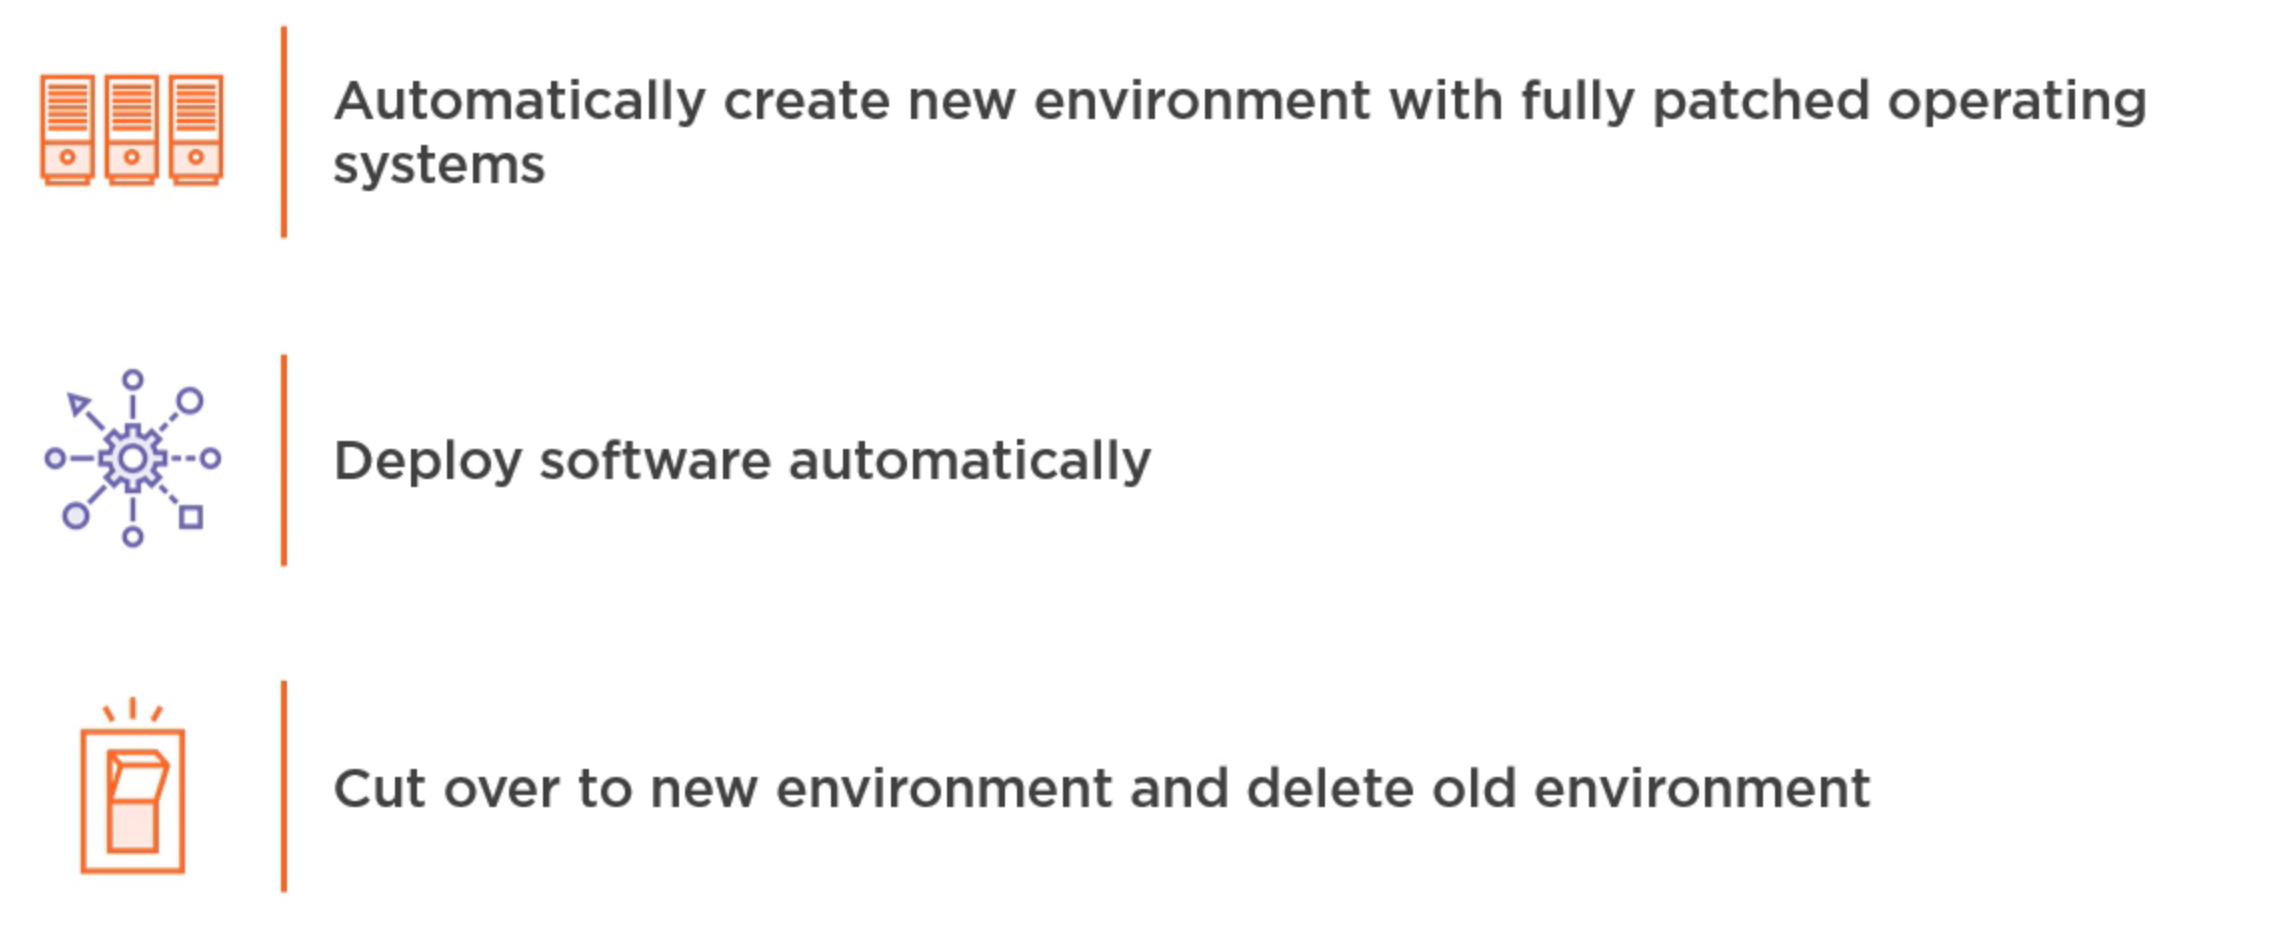 Automatically create new environment with fully patched operating
systems
Deploy software automatically
Cut over to new environment and delete old environment